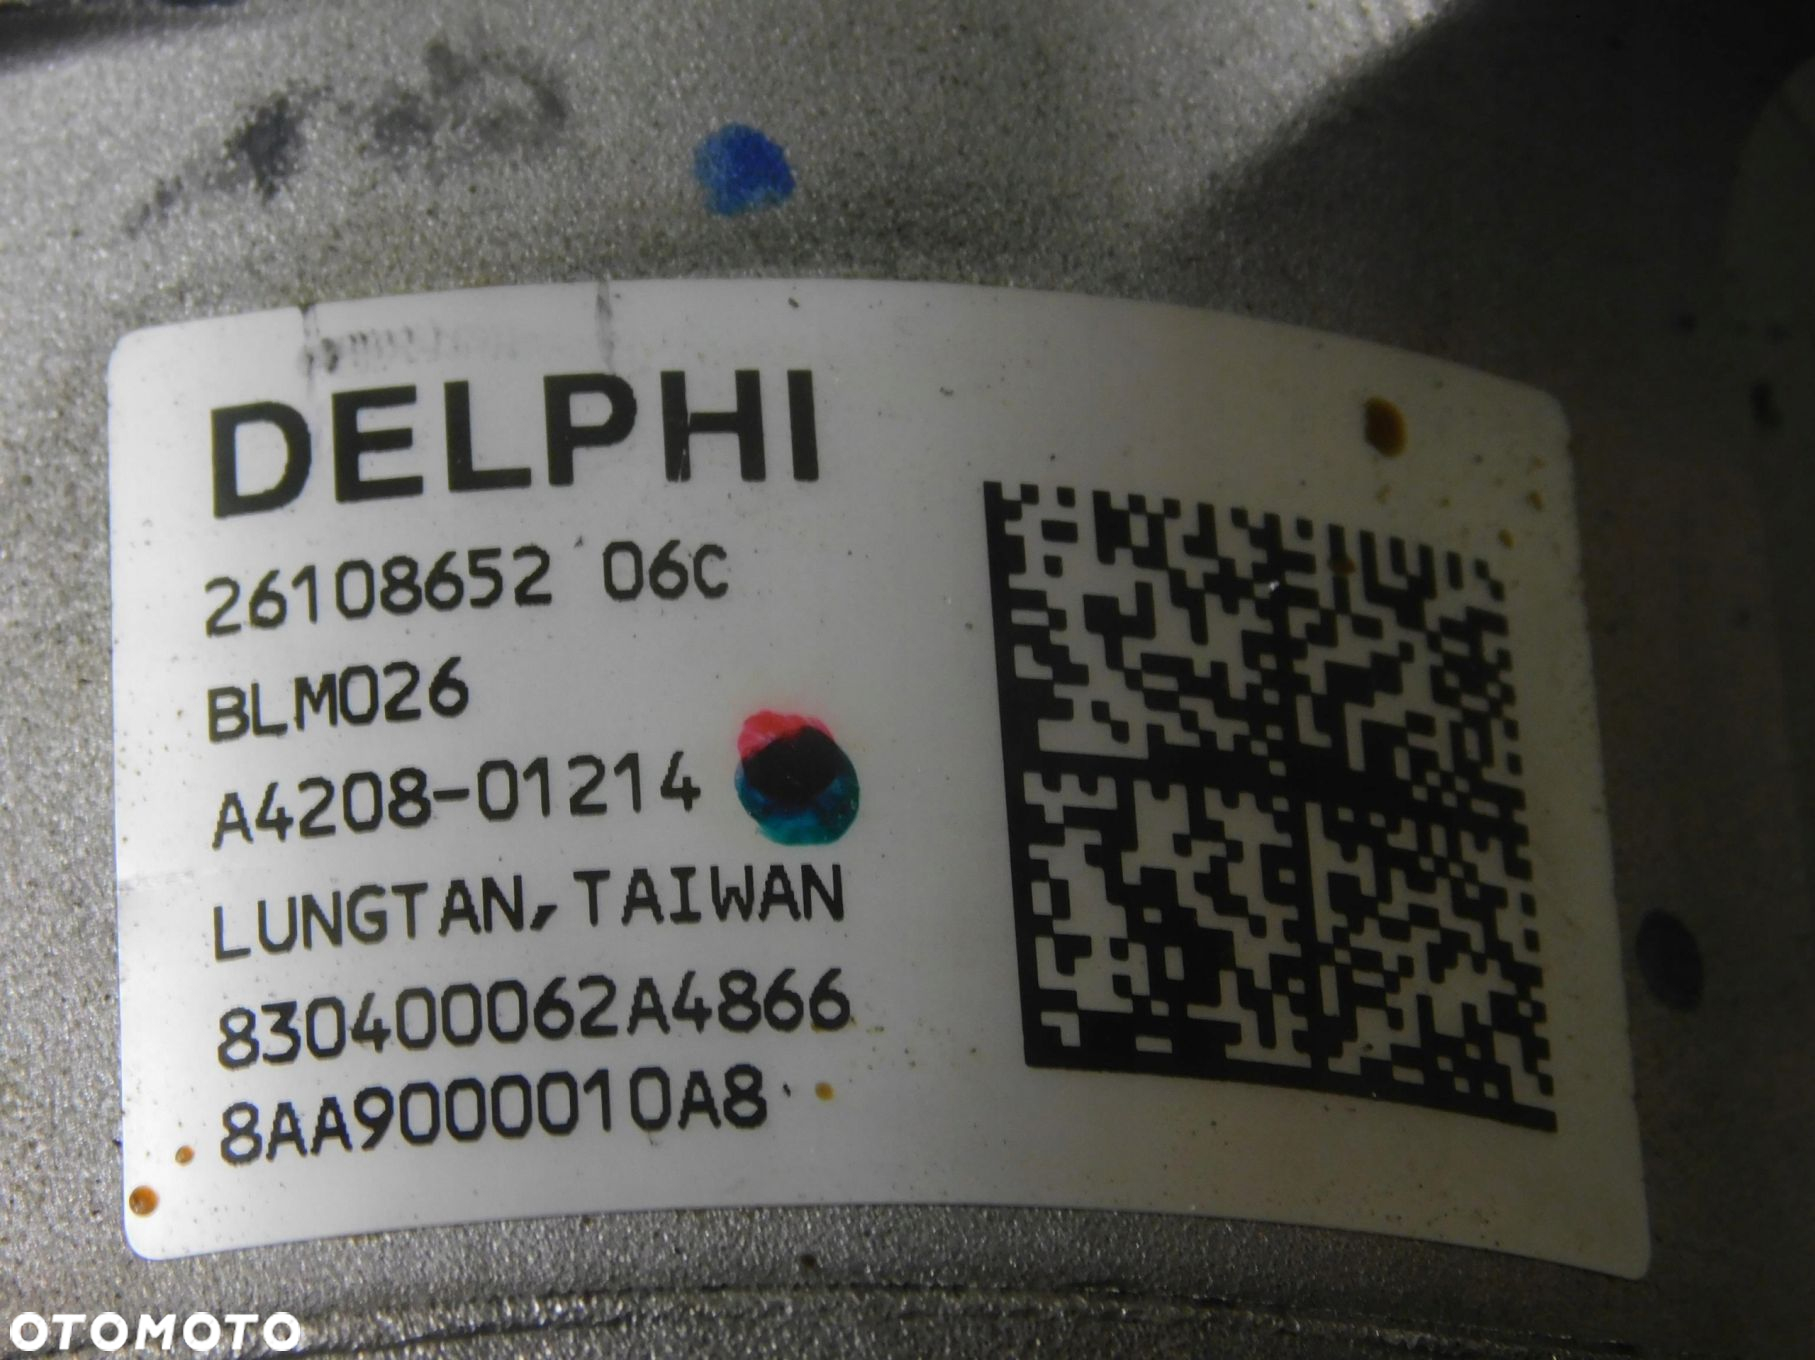 DELPHI
26108652 06C
BLM026
A4208-01214
LUNGTAN,TAIWAN
830400062A4866
8AA9000010A8
OTOMOTO